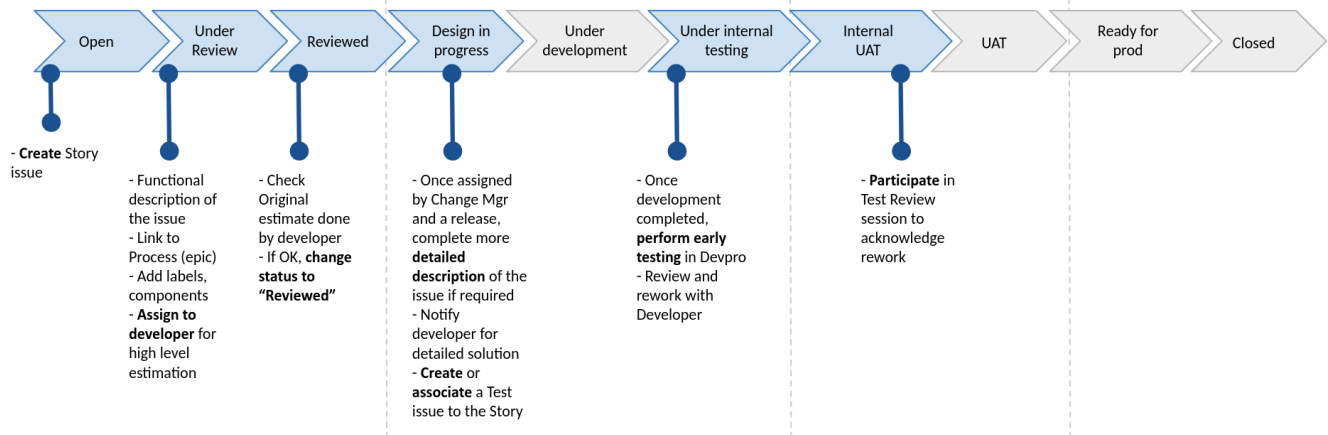 Open
Under
Review
Reviewed
Design in
progress
Under
development
Under internal
testing
Internal
UAT
UAT
Ready for
prod
Closed
- Create Story
issue
- Functional
description of
the issue
- Link to
Process (epic)
- Add labels,
components
- Assign to
developer for
high level
estimation
- Check
Original
estimate done
by developer
- If OK, change
status to
“Reviewed”
- Once assigned
by Change Mgr
and a release,
complete more
detailed
description of the
issue if required
- Notify
developer for
detailed solution
- Create or
associate a Test
issue to the Story
- Once
development
completed,
perform early
testing in Devpro
- Review and
rework with
Developer
- Participate in
Test Review
session to
acknowledge
rework